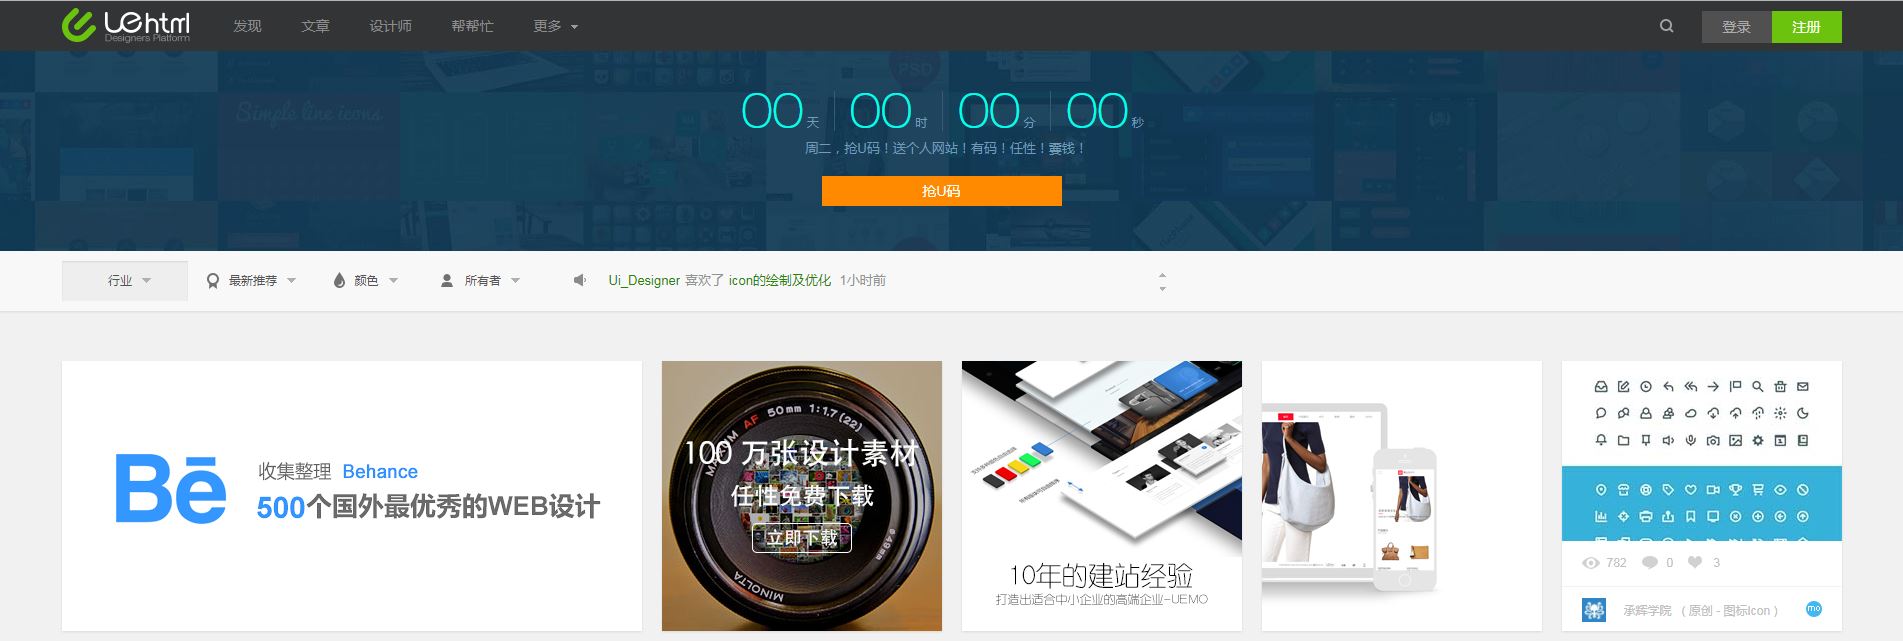 UEhtml
Designers Platform
发现 文章 设计师 帮帮忙 更多
登录 注册
PSD
Simple line icons
00天 00时 00分 00秒
周二，抢U码！送个人网站！有码！任性！要钱！
抢U码
行业 最新推荐 颜色 所有者 Ui_Designer 喜欢了 icon的绘制及优化 1小时前
Bē
收集整理 Behance
500个国外最优秀的WEB设计
MAXXUM AF 50mm 1:1.7(22)
100 万张设计素材
任性免费下载
立即下载
ø49mm
MINOLTA
10年的建站经验
打造出适合中小企业的高端企业-UEMO
782 0 3
承辉学院 （ 原创 - 图标Icon ） mo